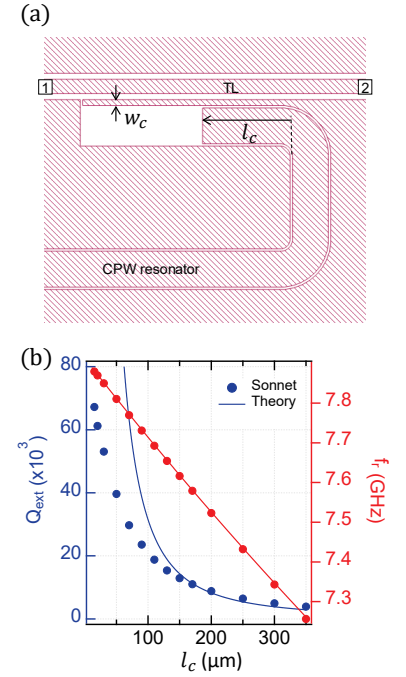 (a)
1 TL 2
w_c
l_c
CPW resonator
(b)
80
60
40
20
0
Q_ext (x10^3)
Sonnet
Theory
7.8
7.7
7.6
7.5
7.4
7.3
f_r (GHz)
100 200 300
l_c (μm)